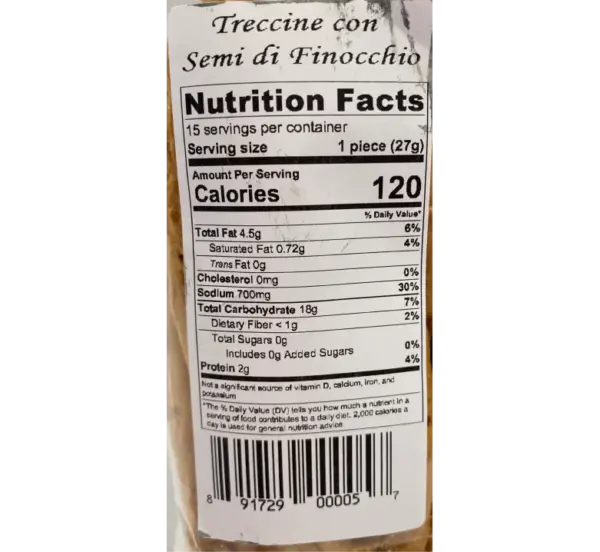 Treccine con
Semi di Finocchio
Nutrition Facts
15 servings per container
Serving size 1 piece (27g)
Amount Per Serving
Calories 120
% Daily Value*
Total Fat 4.5g 6%
Saturated Fat 0.72g 4%
Trans Fat 0g
Cholesterol 0mg 0%
Sodium 700mg 30%
Total Carbohydrate 18g 7%
Dietary Fiber < 1g 2%
Total Sugars 0g
Includes 0g Added Sugars 0%
Protein 2g 4%
Not a significant source of vitamin D, calcium, iron, and
potassium
*The % Daily Value (DV) tells you how much a nutrient in a
serving of food contributes to a daily diet. 2,000 calories a
day is used for general nutrition advice
8 91729 00005 7